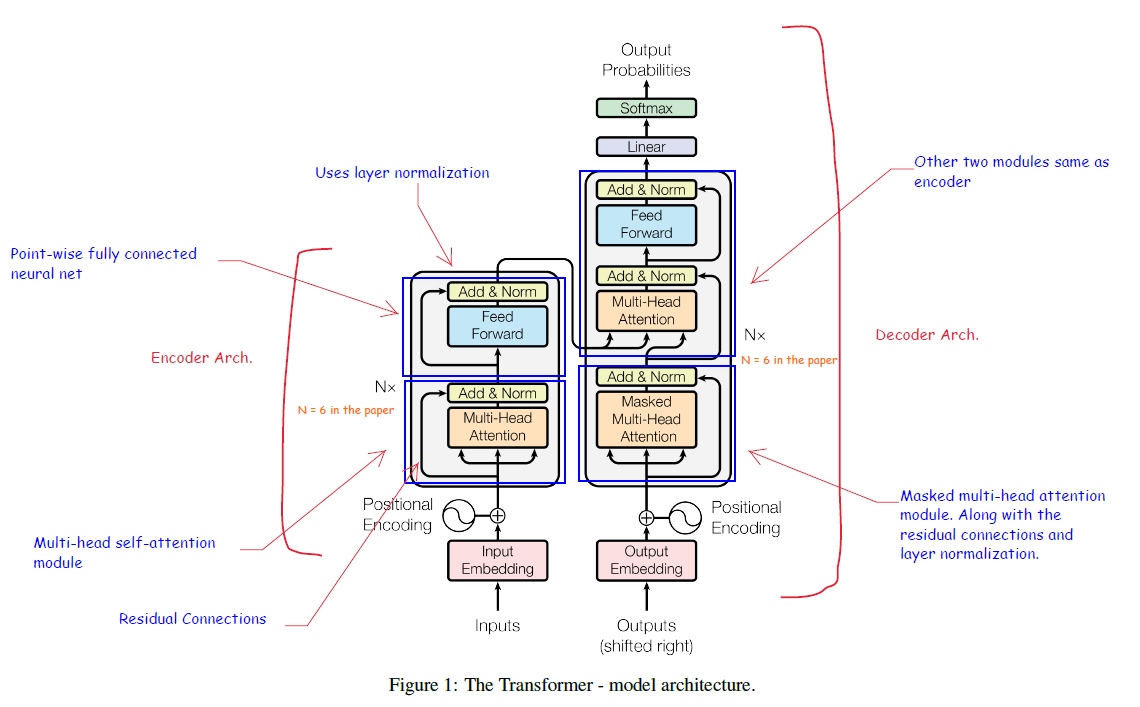 Output
Probabilities
Softmax
Linear
Other two modules same as
encoder
Uses layer normalization
Add & Norm
Feed
Forward
Point-wise fully connected
neural net
Add & Norm
Multi-Head
Attention
Add & Norm
Feed
Forward
Encoder Arch.
Nx
N = 6 in the paper
Decoder Arch.
Nx
N = 6 in the paper
Add & Norm
Multi-Head
Attention
Add & Norm
Masked
Multi-Head
Attention
Positional
Encoding
Positional
Encoding
Masked multi-head attention
module. Along with the
residual connections and
layer normalization.
Multi-head self-attention
module
Input
Embedding
Output
Embedding
Residual Connections
Inputs
Outputs
(shifted right)
Figure 1: The Transformer - model architecture.